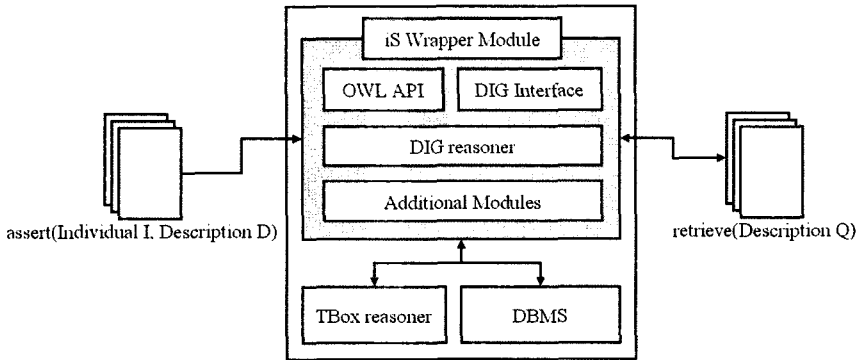 iS Wrapper Module
OWL API
DIG Interface
DIG reasoner
Additional Modules
assert(Individual I, Description D)
retrieve(Description Q)
TBox reasoner
DBMS